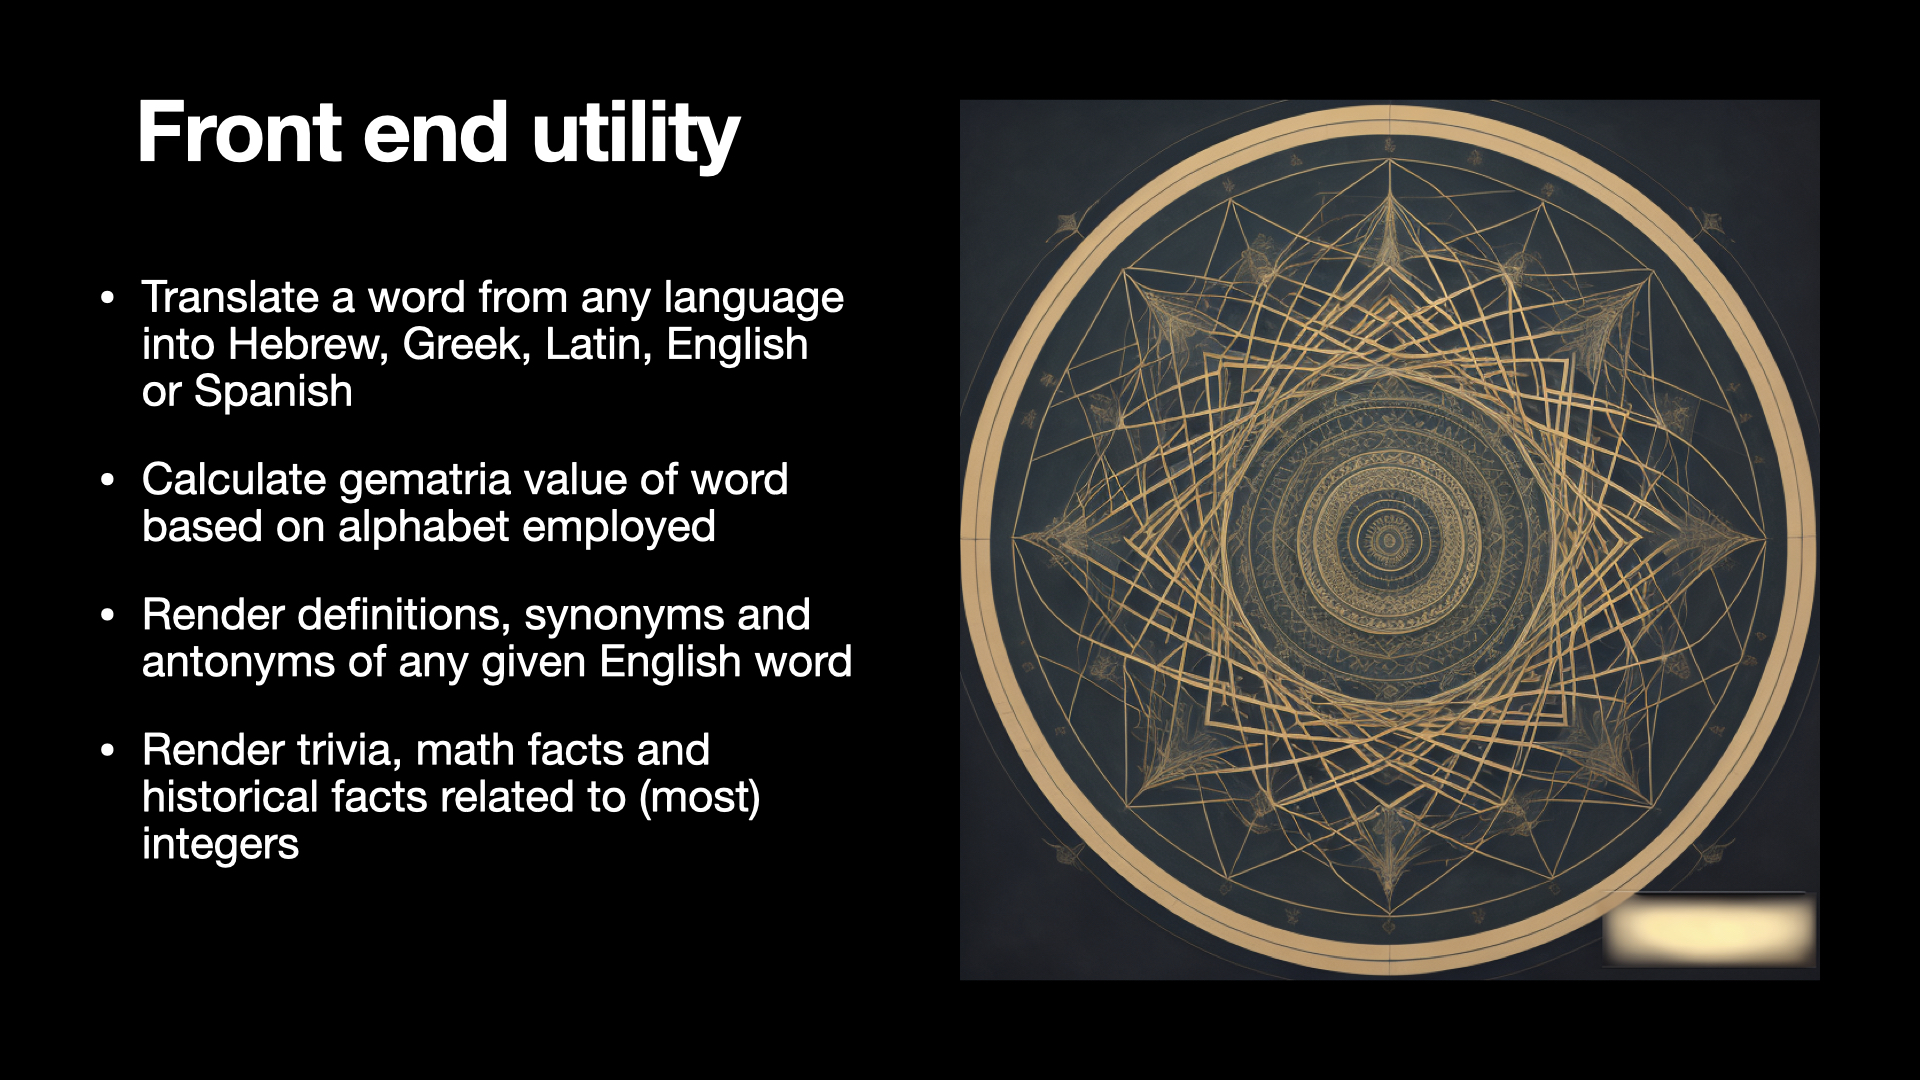 Front end utility
• Translate a word from any language
into Hebrew, Greek, Latin, English
or Spanish
• Calculate gematria value of word
based on alphabet employed
• Render definitions, synonyms and
antonyms of any given English word
• Render trivia, math facts and
historical facts related to (most)
integers